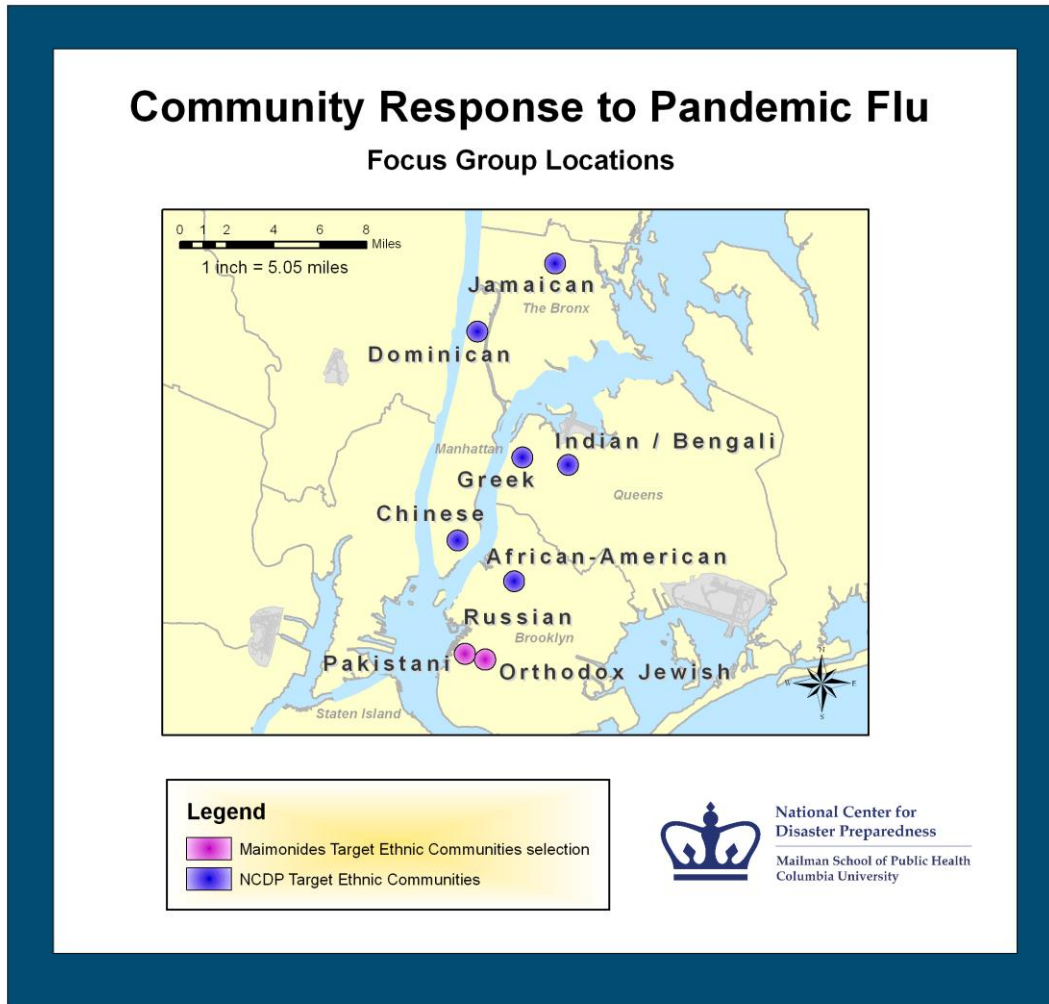 Community Response to Pandemic Flu
Focus Group Locations
0 1 2 4 6 8
Miles
1 inch = 5.05 miles
Jamaican
The Bronx
Dominican
Indian / Bengali
Manhattan
Greek
Queens
Chinese
African-American
Russian
Brooklyn
Pakistani
Orthodox Jewish
Staten Island
N
W E
S
Legend
Maimonides Target Ethnic Communities selection
NCDP Target Ethnic Communities
National Center for
Disaster Preparedness
Mailman School of Public Health
Columbia University